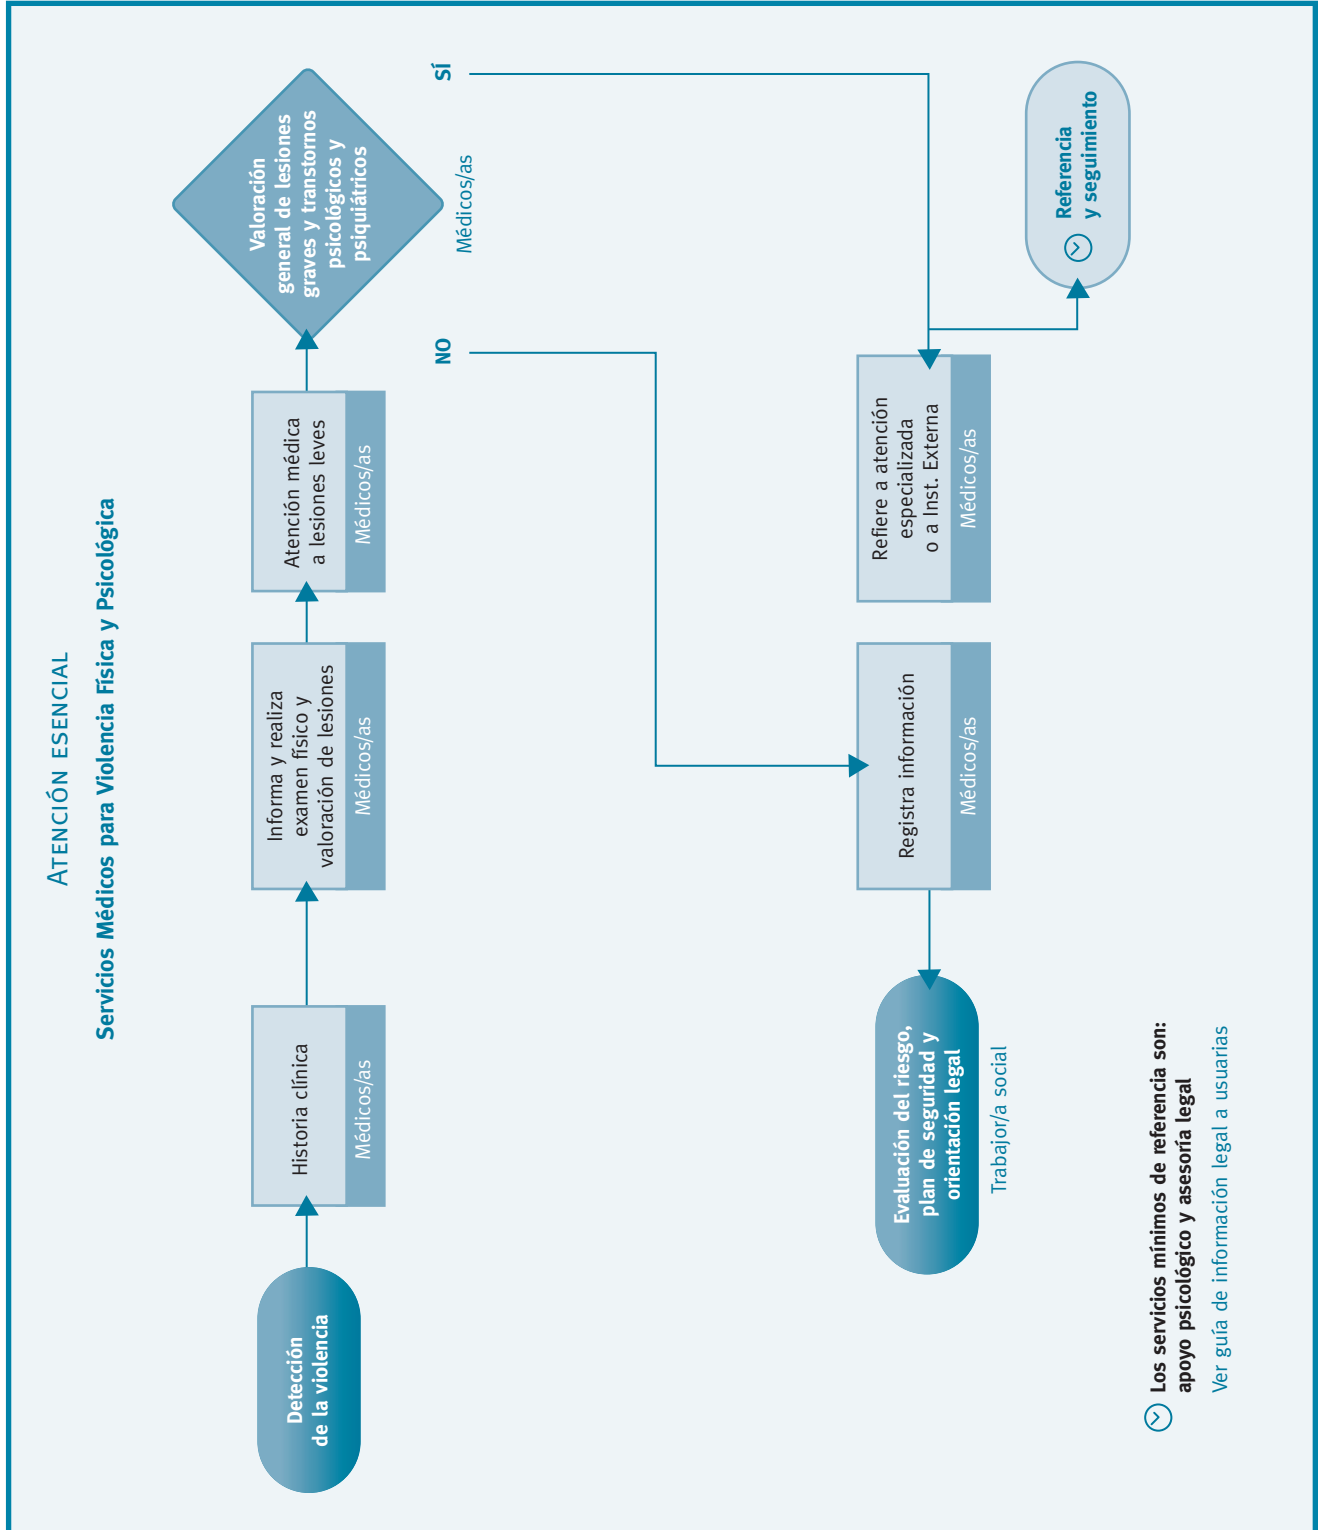 ATENCIÓN ESENCIAL
Servicios Médicos para Violencia Física y Psicológica
Detección
de la violencia
Historia clínica
Médicos/as
Informa y realiza
examen físico y
valoración de lesiones
Médicos/as
Atención médica
a lesiones leves
Médicos/as
Valoración
general de lesiones
graves y transtornos
psicológicos y
psiquiátricos
Médicos/as
NO
SÍ
Evaluación del riesgo,
plan de seguridad y
orientación legal
Trabajor/a social
Registra información
Médicos/as
Refiere a atención
especializada
o a Inst. Externa
Médicos/as
Referencia
y seguimiento
Los servicios mínimos de referencia son:
apoyo psicológico y asesoría legal
Ver guía de información legal a usuarias